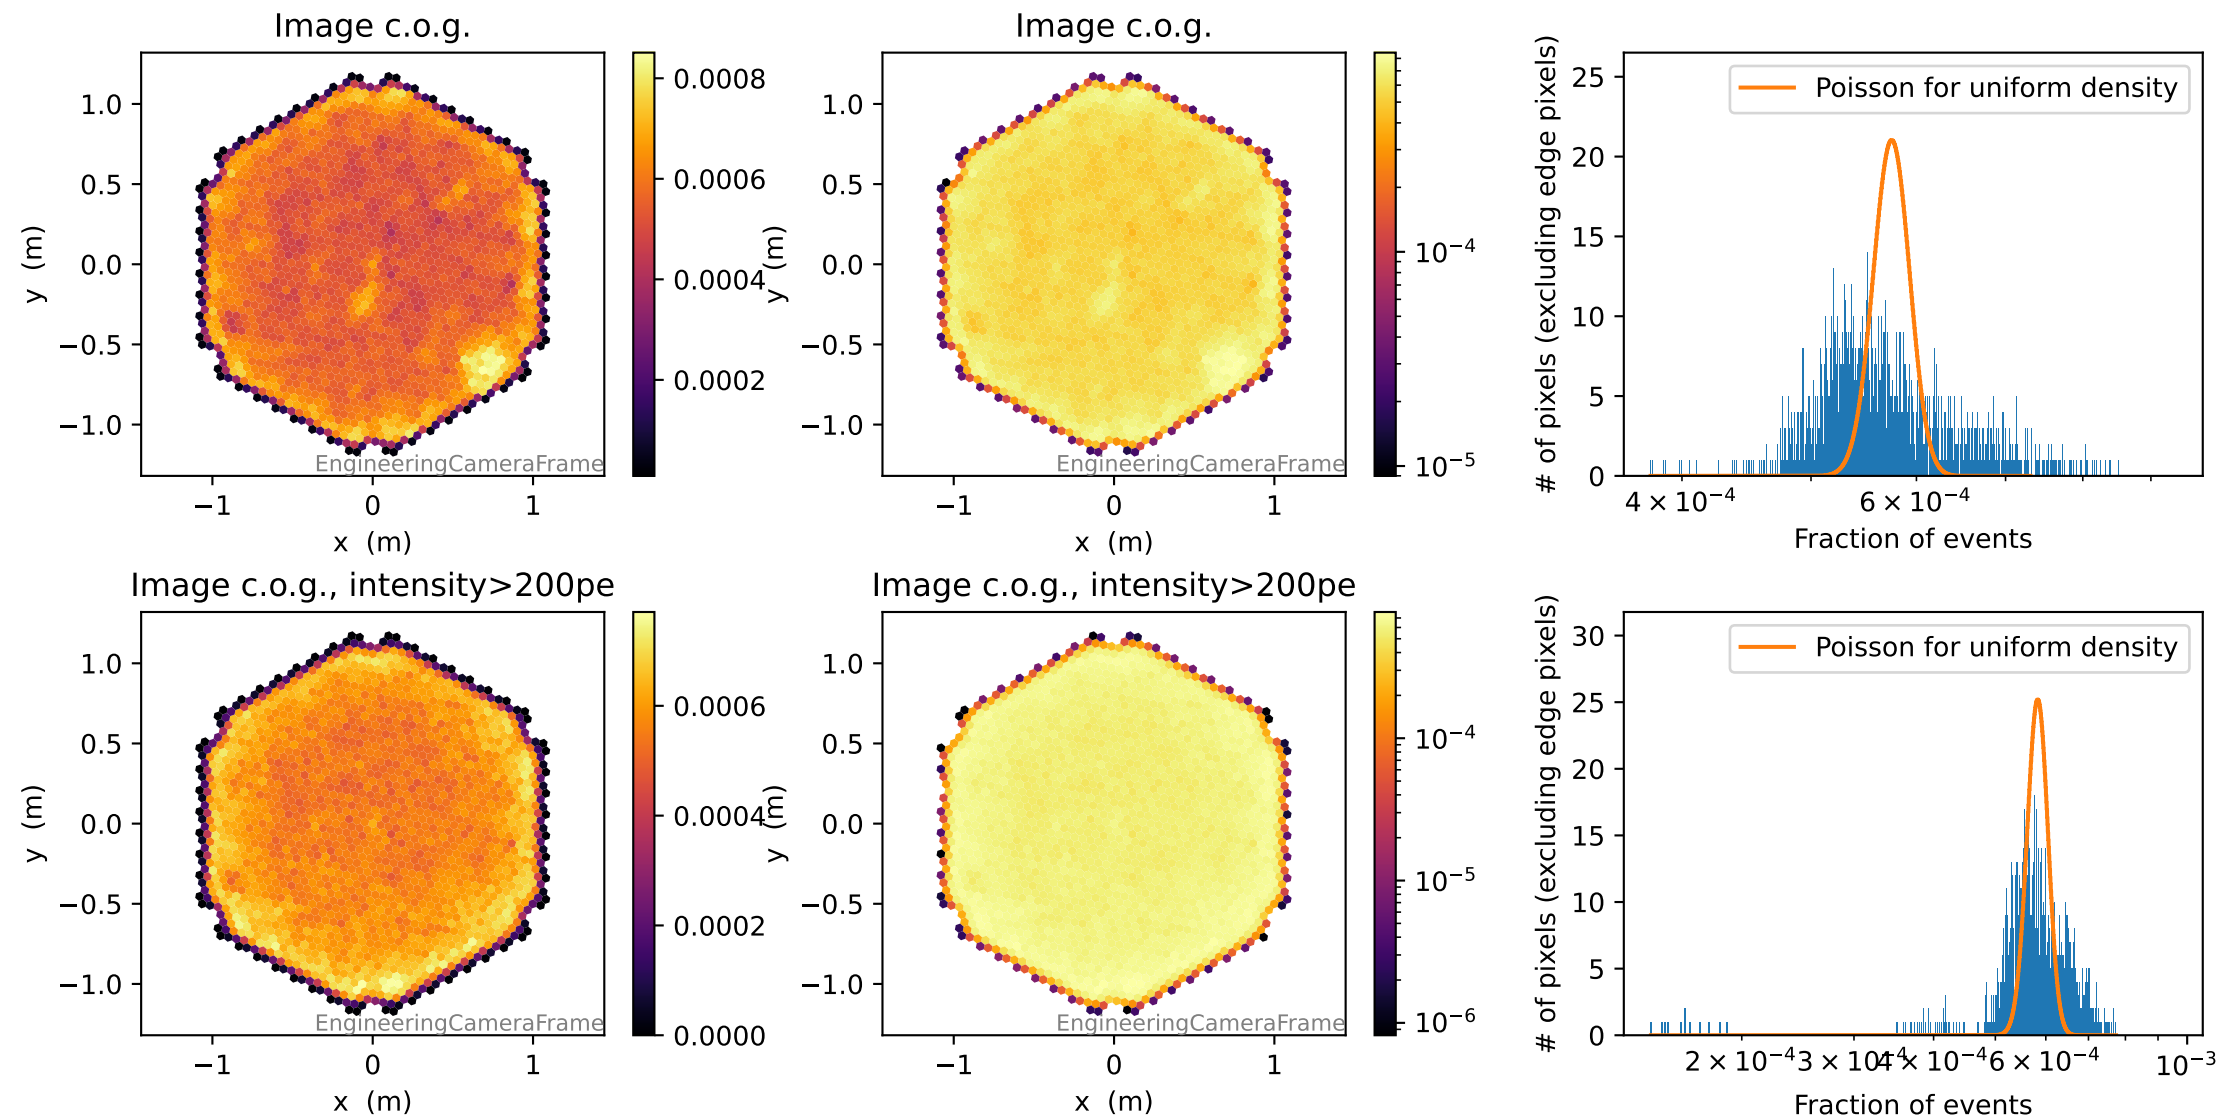 Image c.o.g.
Image c.o.g.
y (m)
1.0
0.5
0.0
−0.5
−1.0
−1
0
1
x (m)
EngineeringCameraFrame
0.0008
0.0006
0.0004
0.0002
y (m)
1.0
0.5
0.0
−0.5
−1.0
−1
0
1
x (m)
EngineeringCameraFrame
10⁻⁴
10⁻⁵
# of pixels (excluding edge pixels)
25
20
15
10
5
0
Poisson for uniform density
4 × 10⁻⁴
6 × 10⁻⁴
Fraction of events
Image c.o.g., intensity>200pe
Image c.o.g., intensity>200pe
y (m)
1.0
0.5
0.0
−0.5
−1.0
−1
0
1
x (m)
EngineeringCameraFrame
0.0006
0.0004
0.0002
0.0000
y (m)
1.0
0.5
0.0
−0.5
−1.0
−1
0
1
x (m)
EngineeringCameraFrame
10⁻⁴
10⁻⁵
10⁻⁶
# of pixels (excluding edge pixels)
30
25
20
15
10
5
0
Poisson for uniform density
2 × 10⁻⁴
3 × 10⁻⁴
4 × 10⁻⁴
6 × 10⁻⁴
10⁻³
Fraction of events